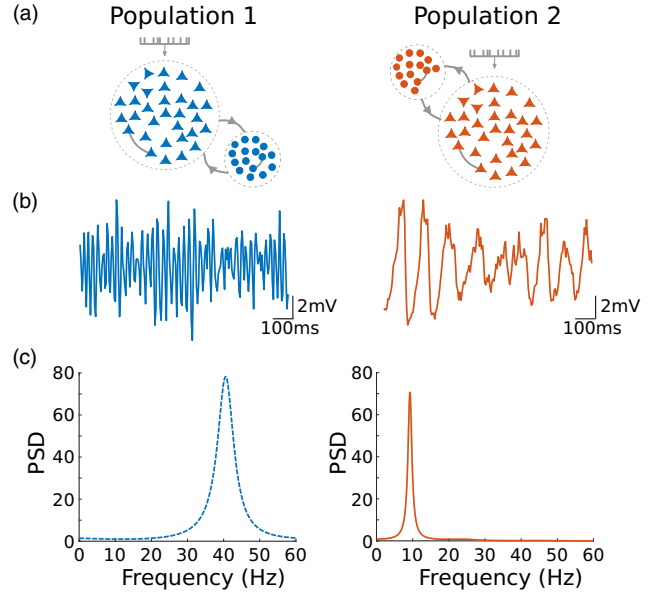 (a)
Population 1
Population 2
(b)
2mV
100ms
2mV
100ms
(c)
80
60
40
20
0
PSD
0 10 20 30 40 50 60
Frequency (Hz)
80
60
40
20
0
PSD
0 10 20 30 40 50 60
Frequency (Hz)